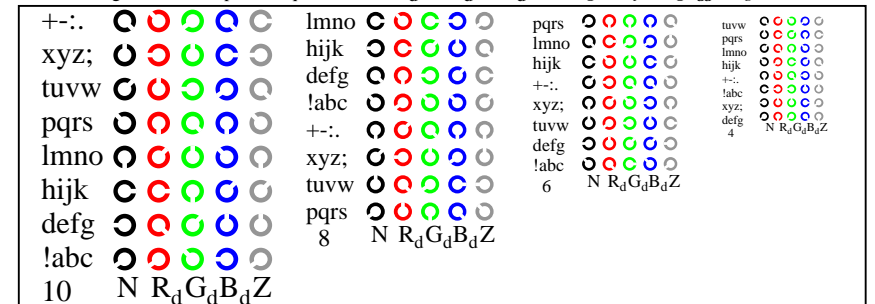 +-:.
xyz;
tuvw
pqrs
lmno
hijk
defg
!abc
10 N RdGdBdZ
lmno
hijk
defg
!abc
+-:.
xyz;
tuvw
pqrs
8 N RdGdBdZ
pqrs
lmno
hijk
+-:.
xyz;
tuvw
defg
!abc
6 N RdGdBdZ
tuvw
pqrs
lmno
hijk
+-:.
!abc
xyz;
defg
4 N RdGdBdZ